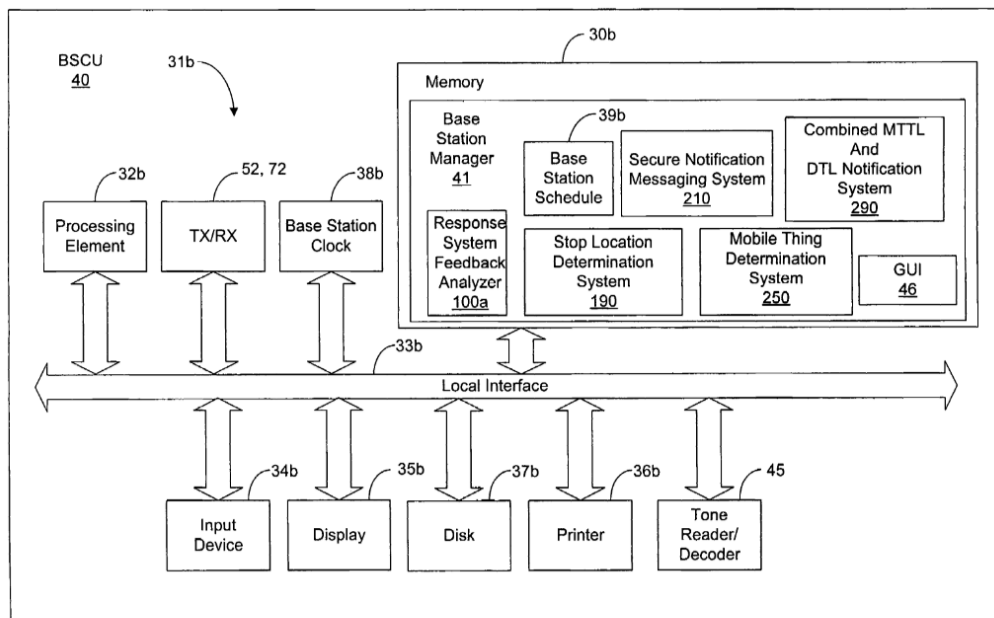 BSCU
40
31b
30b
Memory
Base
Station
Manager
41
39b
Base
Station
Schedule
Secure Notification
Messaging System
210
Combined MTTL
And
DTL Notification
System
290
Response
System
Feedback
Analyzer
100a
Stop Location
Determination
System
190
Mobile Thing
Determination
System
250
GUI
46
32b
Processing
Element
52, 72
TX/RX
38b
Base Station
Clock
33b
Local Interface
34b
Input
Device
35b
Display
37b
Disk
36b
Printer
45
Tone
Reader/
Decoder